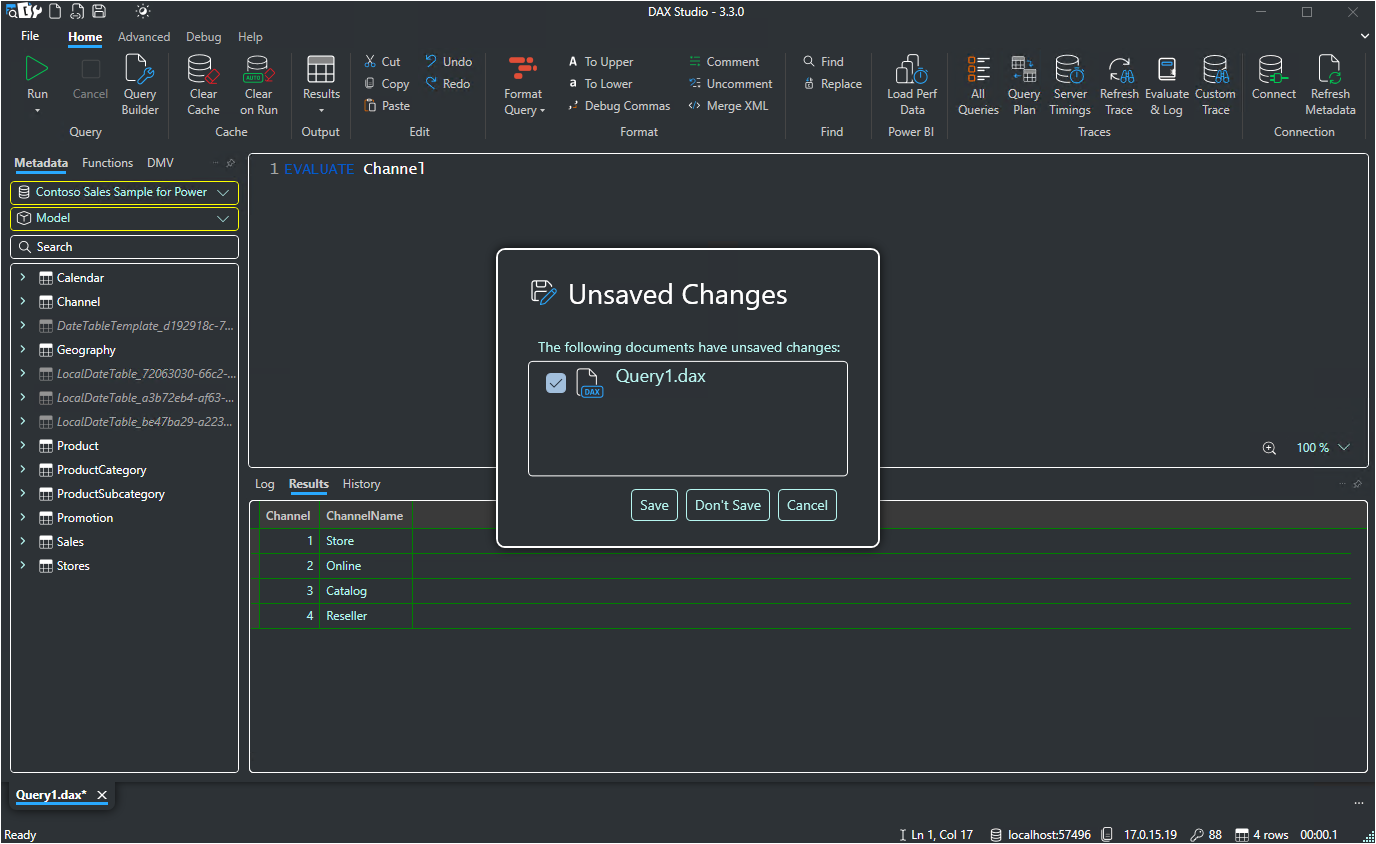 DAX Studio - 3.3.0
File Home Advanced Debug Help
Run
Cancel
Query Builder
Query
Clear Cache
Clear on Run
Cache
AUTO
Results
Output
Cut
Copy
Paste
Undo
Redo
Edit
Format Query
A To Upper
a To Lower
Debug Commas
Comment
Uncomment
Merge XML
Format
Find
Replace
Find
Load Perf Data
Power BI
All Queries
Query Plan
Server Timings
Refresh Trace
Evaluate & Log
Custom Trace
Traces
Connect
Refresh Metadata
Connection
Metadata Functions DMV
Contoso Sales Sample for Power
Model
Search
Calendar
Channel
DateTableTemplate_d192918c-7...
Geography
LocalDateTable_72063030-66c2-...
LocalDateTable_a3b72eb4-af63-...
LocalDateTable_be47ba29-a223...
Product
ProductCategory
ProductSubcategory
Promotion
Sales
Stores
1 EVALUATE Channel
100 %
Unsaved Changes
The following documents have unsaved changes:
DAX
Query1.dax
Save Don't Save Cancel
Log Results History
Channel ChannelName
1 Store
2 Online
3 Catalog
4 Reseller
Query1.dax*
Ready
Ln 1, Col 17 localhost:57496 17.0.15.19 88 4 rows 00:00.1